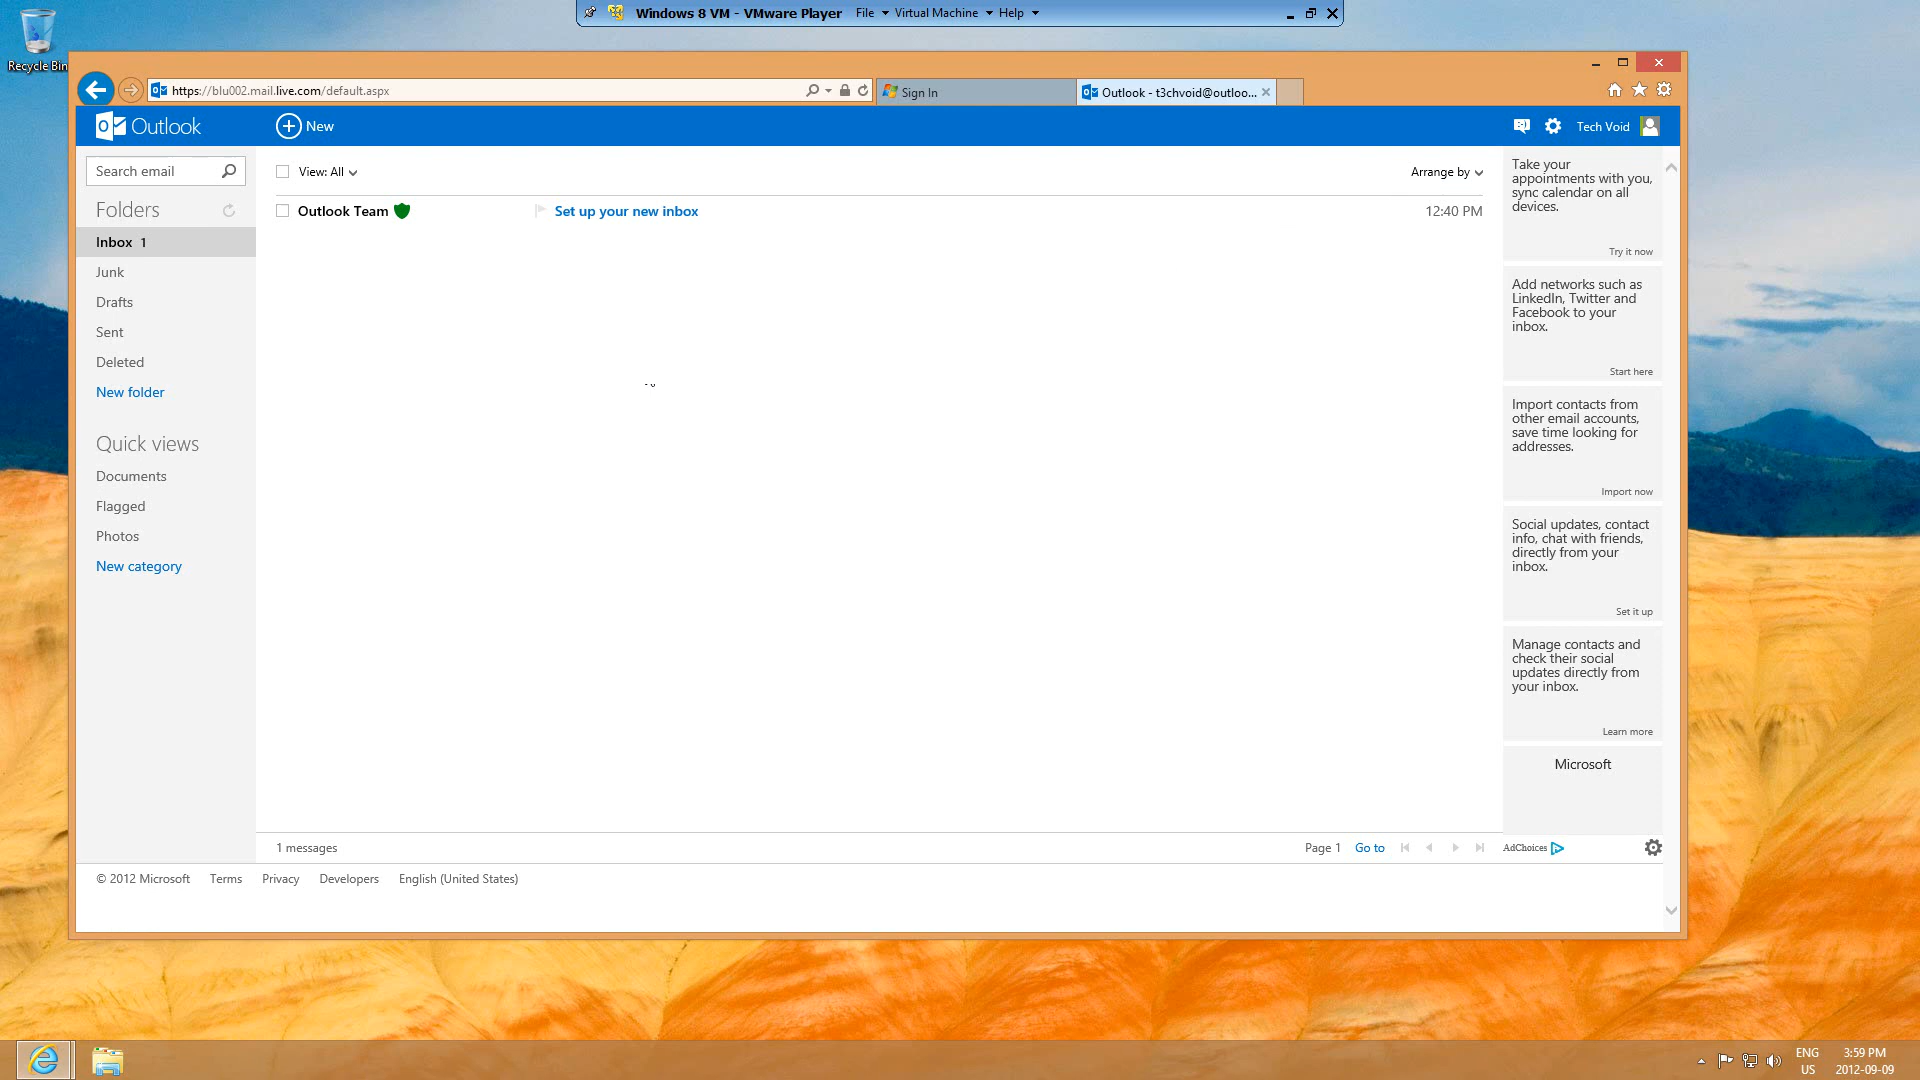 Windows 8 VM - VMware Player File Virtual Machine Help
Recycle Bin
https://blu002.mail.live.com/default.aspx
Sign In
Outlook - t3chvoid@outloo...
Outlook
New
Tech Void
Search email
Folders
Inbox 1
Junk
Drafts
Sent
Deleted
New folder
Quick views
Documents
Flagged
Photos
New category
View: All
Arrange by
Outlook Team
Set up your new inbox
12:40 PM
Take your
appointments with you,
sync calendar on all
devices.
Try it now
Add networks such as
LinkedIn, Twitter and
Facebook to your
inbox.
Start here
Import contacts from
other email accounts,
save time looking for
addresses.
Import now
Social updates, contact
info, chat with friends,
directly from your
inbox.
Set it up
Manage contacts and
check their social
updates directly from
your inbox.
Learn more
Microsoft
1 messages
Page 1 Go to
AdChoices
© 2012 Microsoft Terms Privacy Developers English (United States)
ENG
US
3:59 PM
2012-09-09